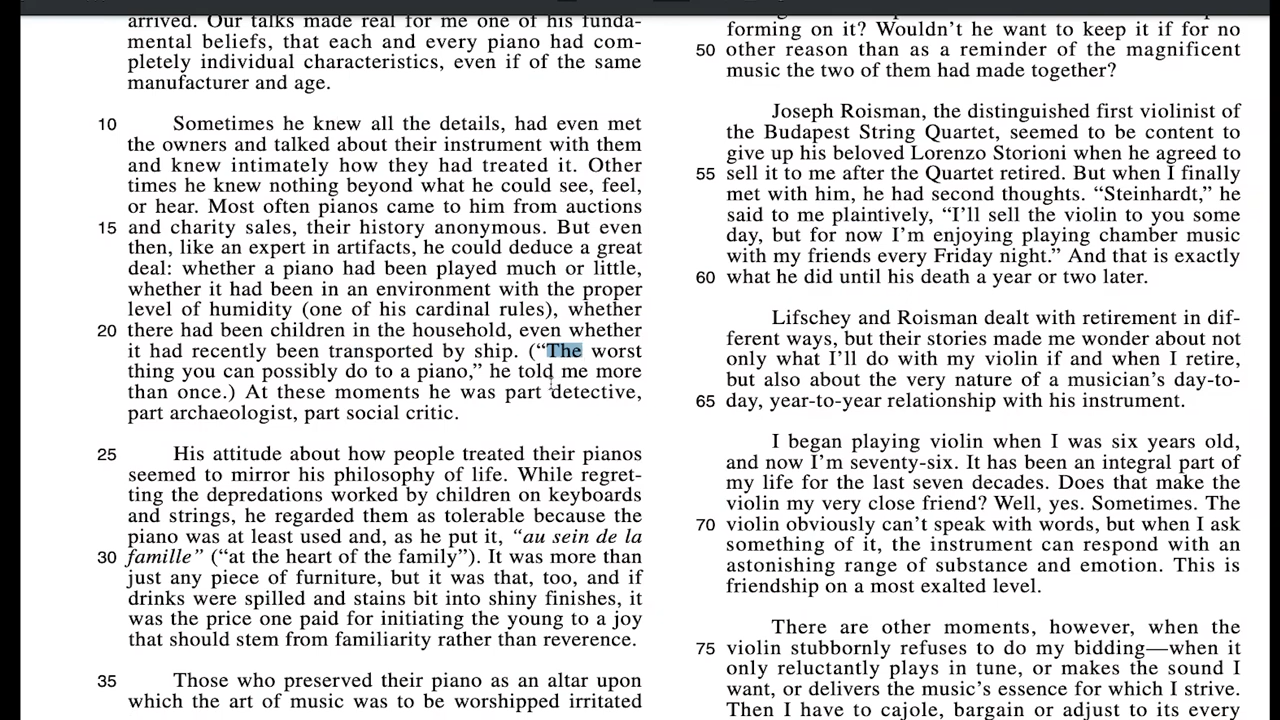 arrived. Our talks made real for me one of his funda-
mental beliefs, that each and every piano had com-
pletely individual characteristics, even if of the same
manufacturer and age.
10 Sometimes he knew all the details, had even met
the owners and talked about their instrument with them
and knew intimately how they had treated it. Other
times he knew nothing beyond what he could see, feel,
or hear. Most often pianos came to him from auctions
15 and charity sales, their history anonymous. But even
then, like an expert in artifacts, he could deduce a great
deal: whether a piano had been played much or little,
whether it had been in an environment with the proper
level of humidity (one of his cardinal rules), whether
20 there had been children in the household, even whether
it had recently been transported by ship. (“The worst
thing you can possibly do to a piano,” he told me more
than once.) At these moments he was part detective,
part archaeologist, part social critic.
25 His attitude about how people treated their pianos
seemed to mirror his philosophy of life. While regret-
ting the depredations worked by children on keyboards
and strings, he regarded them as tolerable because the
piano was at least used and, as he put it, “au sein de la
30 famille” (“at the heart of the family”). It was more than
just any piece of furniture, but it was that, too, and if
drinks were spilled and stains bit into shiny finishes, it
was the price one paid for initiating the young to a joy
that should stem from familiarity rather than reverence.
35 Those who preserved their piano as an altar upon
which the art of music was to be worshipped irritated
forming on it? Wouldn’t he want to keep it if for no
50 other reason than as a reminder of the magnificent
music the two of them had made together?
Joseph Roisman, the distinguished first violinist of
the Budapest String Quartet, seemed to be content to
give up his beloved Lorenzo Storioni when he agreed to
55 sell it to me after the Quartet retired. But when I finally
met with him, he had second thoughts. “Steinhardt,” he
said to me plaintively, “I’ll sell the violin to you some
day, but for now I’m enjoying playing chamber music
with my friends every Friday night.” And that is exactly
60 what he did until his death a year or two later.
Lifschey and Roisman dealt with retirement in dif-
ferent ways, but their stories made me wonder about not
only what I’ll do with my violin if and when I retire,
but also about the very nature of a musician’s day-to-
65 day, year-to-year relationship with his instrument.
I began playing violin when I was six years old,
and now I’m seventy-six. It has been an integral part of
my life for the last seven decades. Does that make the
violin my very close friend? Well, yes. Sometimes. The
70 violin obviously can’t speak with words, but when I ask
something of it, the instrument can respond with an
astonishing range of substance and emotion. This is
friendship on a most exalted level.
There are other moments, however, when the
75 violin stubbornly refuses to do my bidding—when it
only reluctantly plays in tune, or makes the sound I
want, or delivers the music’s essence for which I strive.
Then I have to cajole, bargain or adjust to its every